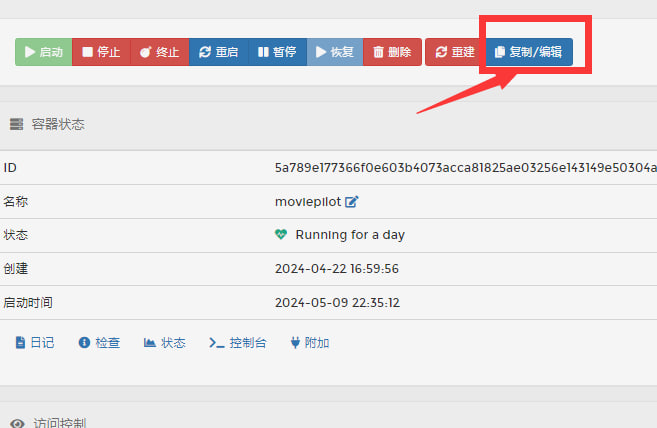 启动 停止 终止 重启 暂停 恢复 删除 重建 复制/编辑
容器状态
ID 5a789e177366f0e603b4073acca81825ae03256e143149e50304a
名称 moviepilot
状态 Running for a day
创建 2024-04-22 16:59:56
启动时间 2024-05-09 22:35:12
日记 检查 状态 控制台 附加
访问控制